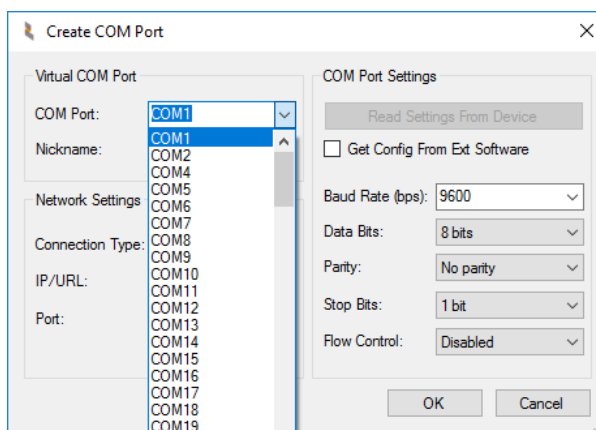 Create COM Port
Virtual COM Port
COM Port: COM1
Nickname:
COM1
COM2
COM4
COM5
COM6
COM7
COM8
COM9
COM10
COM11
COM12
COM13
COM14
COM15
COM16
COM17
COM18
COM19
Network Settings
Connection Type:
IP/URL:
Port:
COM Port Settings
Read Settings From Device
Get Config From Ext Software
Baud Rate (bps): 9600
Data Bits: 8 bits
Parity: No parity
Stop Bits: 1 bit
Flow Control: Disabled
OK Cancel